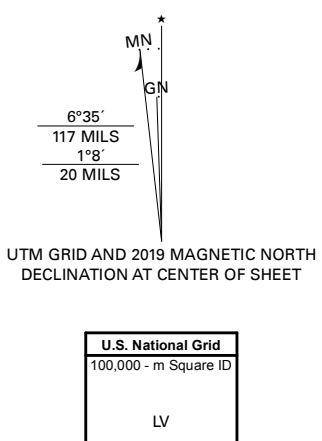 ★
MN
GN
6°35´
117 MILS
1°8´
20 MILS
UTM GRID AND 2019 MAGNETIC NORTH
DECLINATION AT CENTER OF SHEET
U.S. National Grid
100,000 - m Square ID
LV